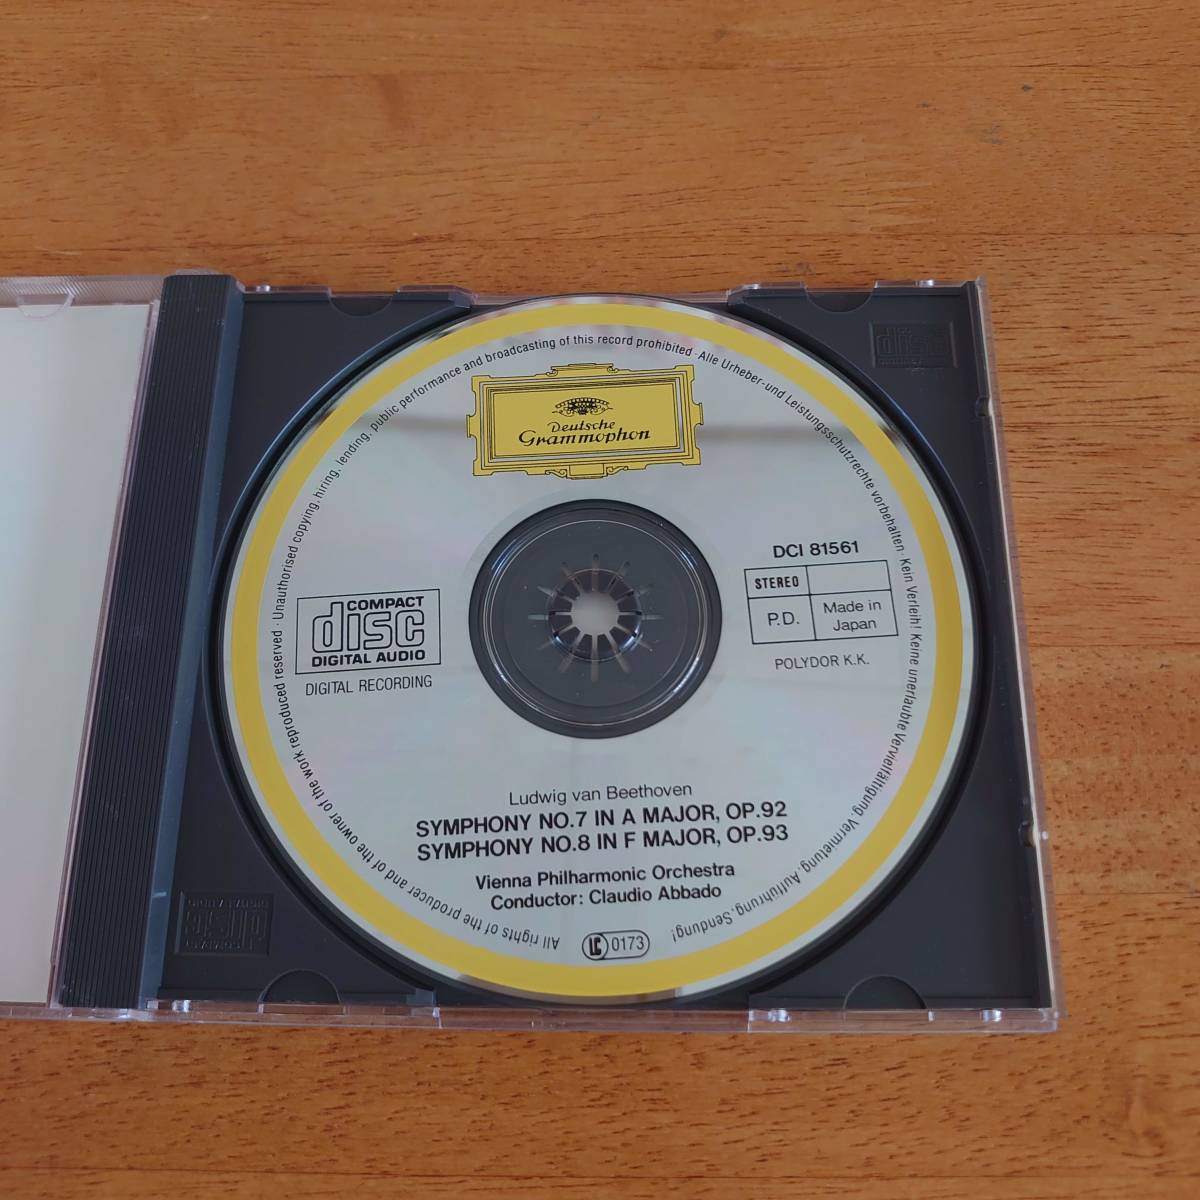 All rights of the producer and of the owner of the work reproduced reserved · Unauthorised copying, hiring, lending, public performance and broadcasting of this record prohibited · Alle Urheber-und Leistungsschutzrechte vorbehalten · Kein Verleih! Keine unerlaubte Vervielfältigung, Vermietung, Aufführung, Sendung!
Deutsche
Grammophon
COMPACT
disc
DIGITAL AUDIO
DIGITAL RECORDING
DCI 81561
STEREO
P.D.
Made in
Japan
POLYDOR K.K.
Ludwig van Beethoven
SYMPHONY NO.7 IN A MAJOR, OP.92
SYMPHONY NO.8 IN F MAJOR, OP.93
Vienna Philharmonic Orchestra
Conductor: Claudio Abbado
LC 0173
disc